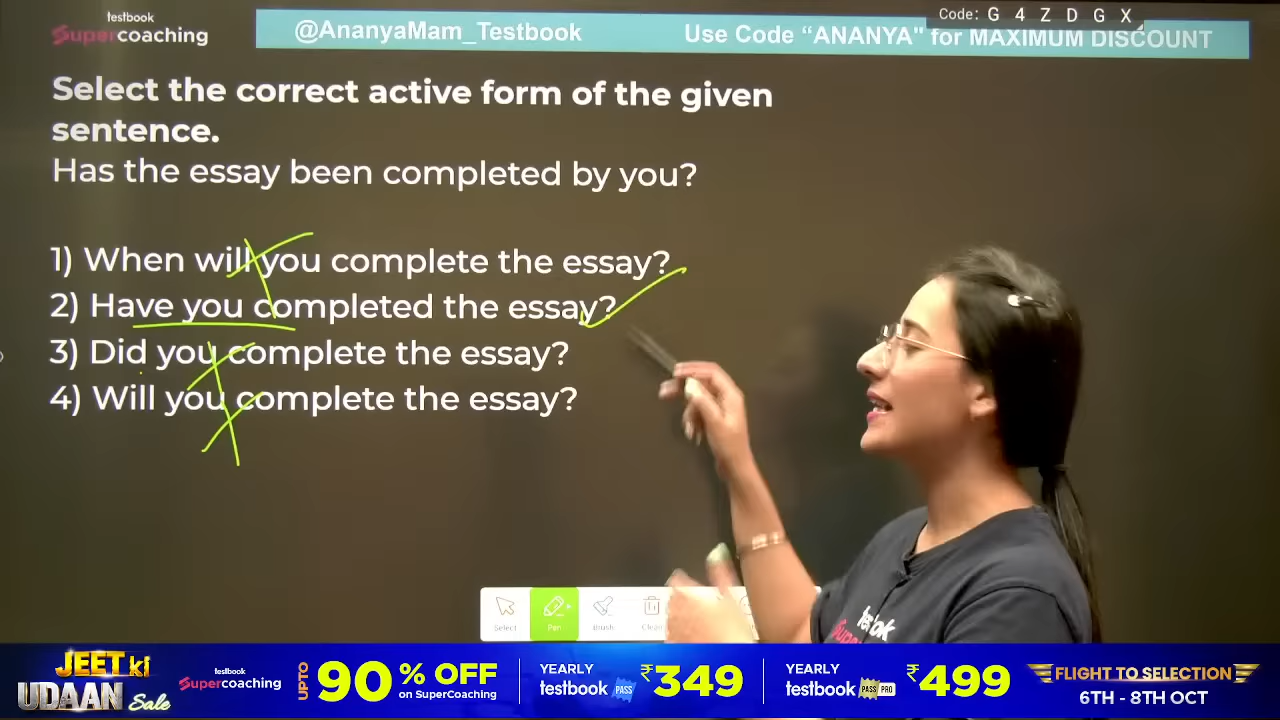 testbook
Supercoaching
@AnanyaMam_Testbook
Use Code “ANANYA" for MAXIMUM DISCOUNT
Code: G 4 Z D G X
Select the correct active form of the given
sentence.
Has the essay been completed by you?
1) When will you complete the essay?
2) Have you completed the essay?
3) Did you complete the essay?
4) Will you complete the essay?
Select
Pen
Brush
Clean
JEET ki
UDAAN Sale
testbook
Supercoaching
UPTO 90% OFF
on SuperCoaching
YEARLY
testbook PASS
₹349
YEARLY
testbook PASS PRO
₹499
FLIGHT TO SELECTION
6TH - 8TH OCT